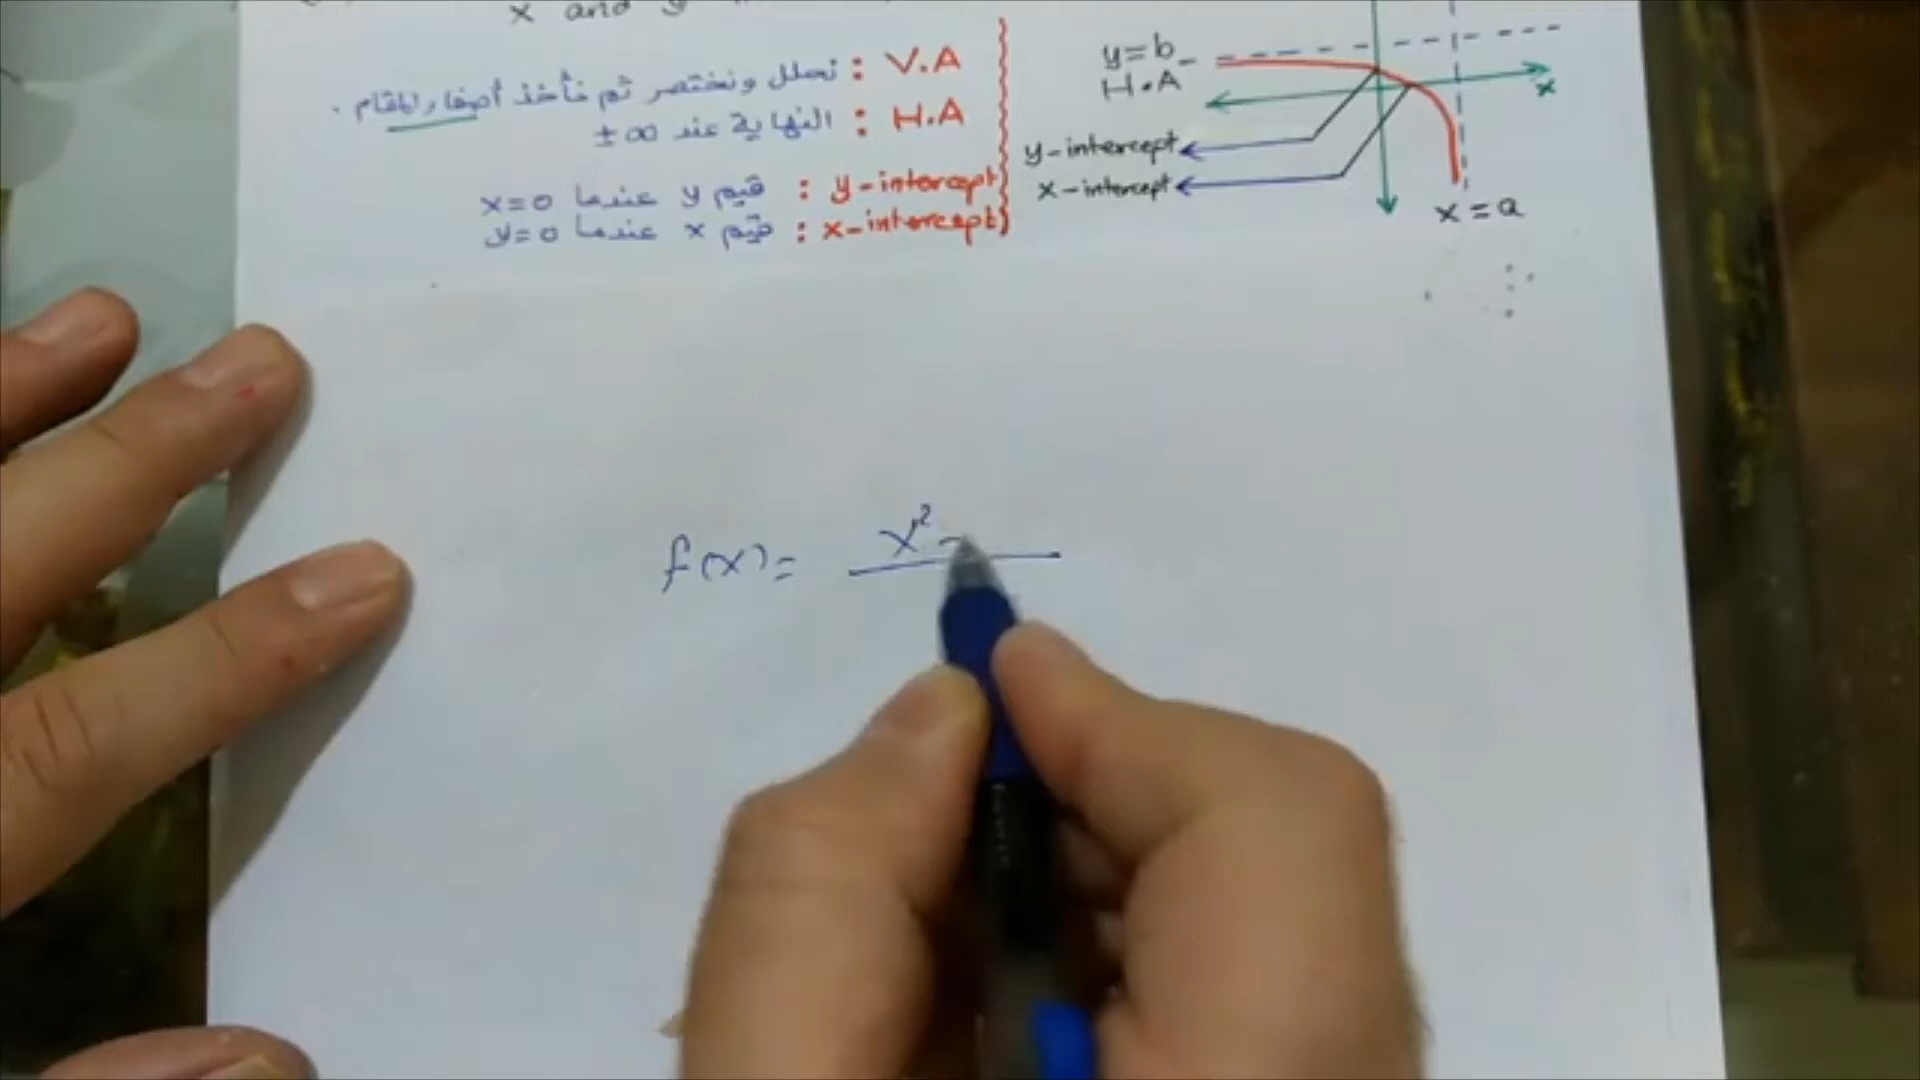 x and y
V.A : نحلل ونختصر ثم نأخذ أصفار المقام .
H.A : النهاية عند ∞ ±
y-intercept : قيم y عندما x=0
x-intercept : قيم x عندما y=0
y=b
H.A
x
y-intercept
x-intercept
x=a
f(x)= x² -